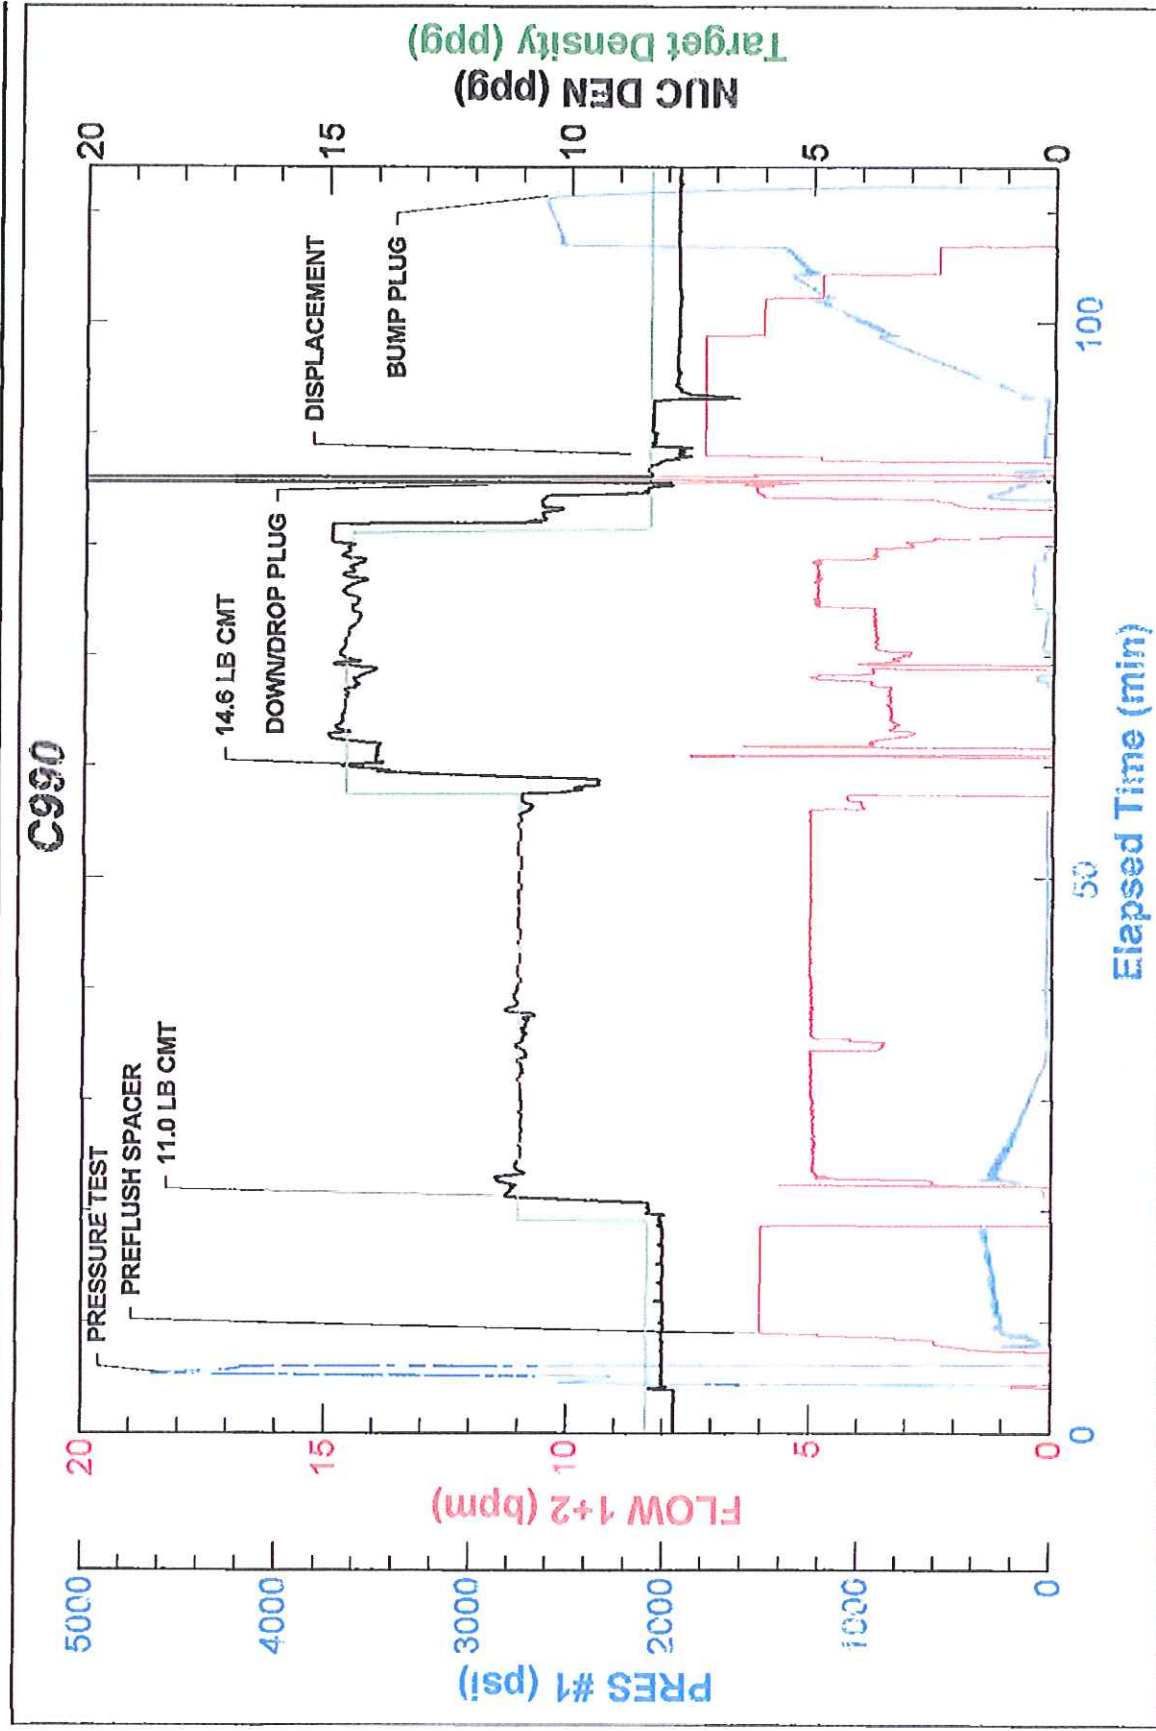 C990
PRESSURE TEST
PREFLUSH SPACER
11.0 LB CMT
14.6 LB CMT
DOWN/DROP PLUG
DISPLACEMENT
BUMP PLUG
5000
4000
3000
2000
1000
0
PRES #1 (psi)
20
15
10
5
0
FLOW 1+2 (bpm)
20
15
10
5
0
NUC DEN (ppg)
Target Density (ppg)
0
50
100
Elapsed Time (min)